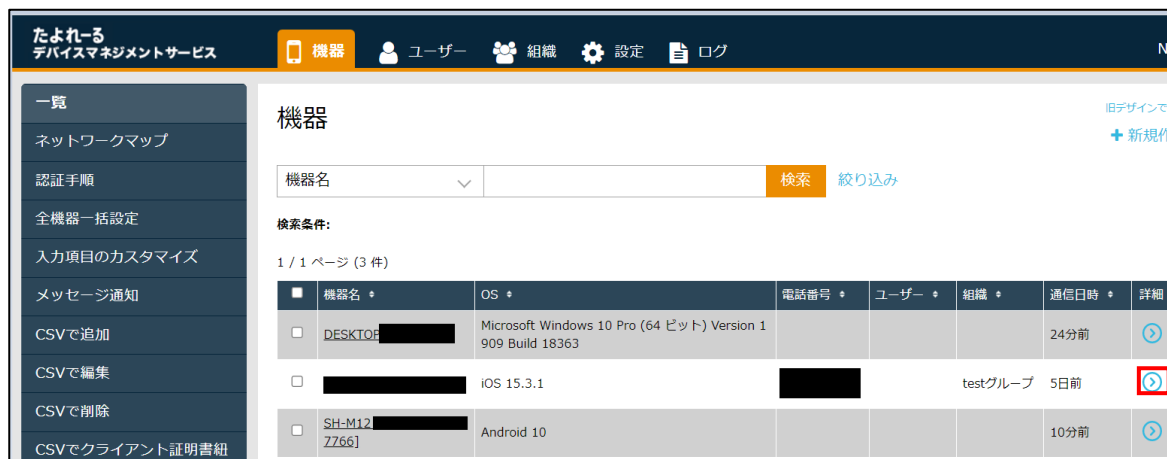 たよれーる
デバイスマネジメントサービス
機器
ユーザー
組織
設定
ログ
N
一覧
ネットワークマップ
認証手順
全機器一括設定
入力項目のカスタマイズ
メッセージ通知
CSVで追加
CSVで編集
CSVで削除
CSVでクライアント証明書紐
機器
旧デザインで
+ 新規作
機器名
検索
絞り込み
検索条件:
1 / 1 ページ (3 件)
機器名 OS 電話番号 ユーザー 組織 通信日時 詳細
DESKTOP Microsoft Windows 10 Pro (64 ビット) Version 1
909 Build 18363 24分前
iOS 15.3.1 testグループ 5日前
SH-M12
7766] Android 10 10分前